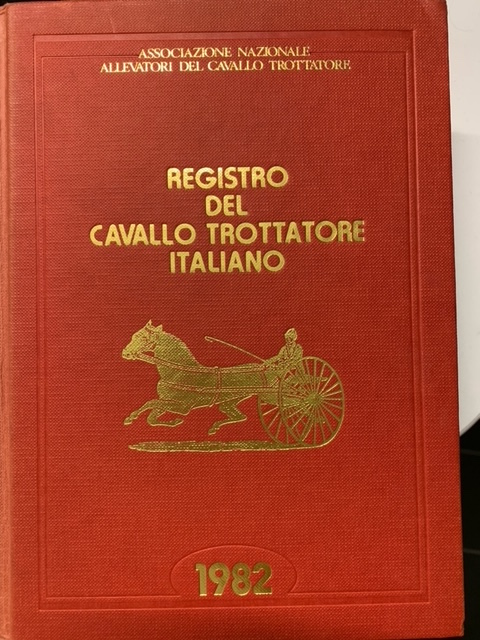 ASSOCIAZIONE NAZIONALE
ALLEVATORI DEL CAVALLO TROTTATORE
REGISTRO
DEL
CAVALLO TROTTATORE
ITALIANO
1982